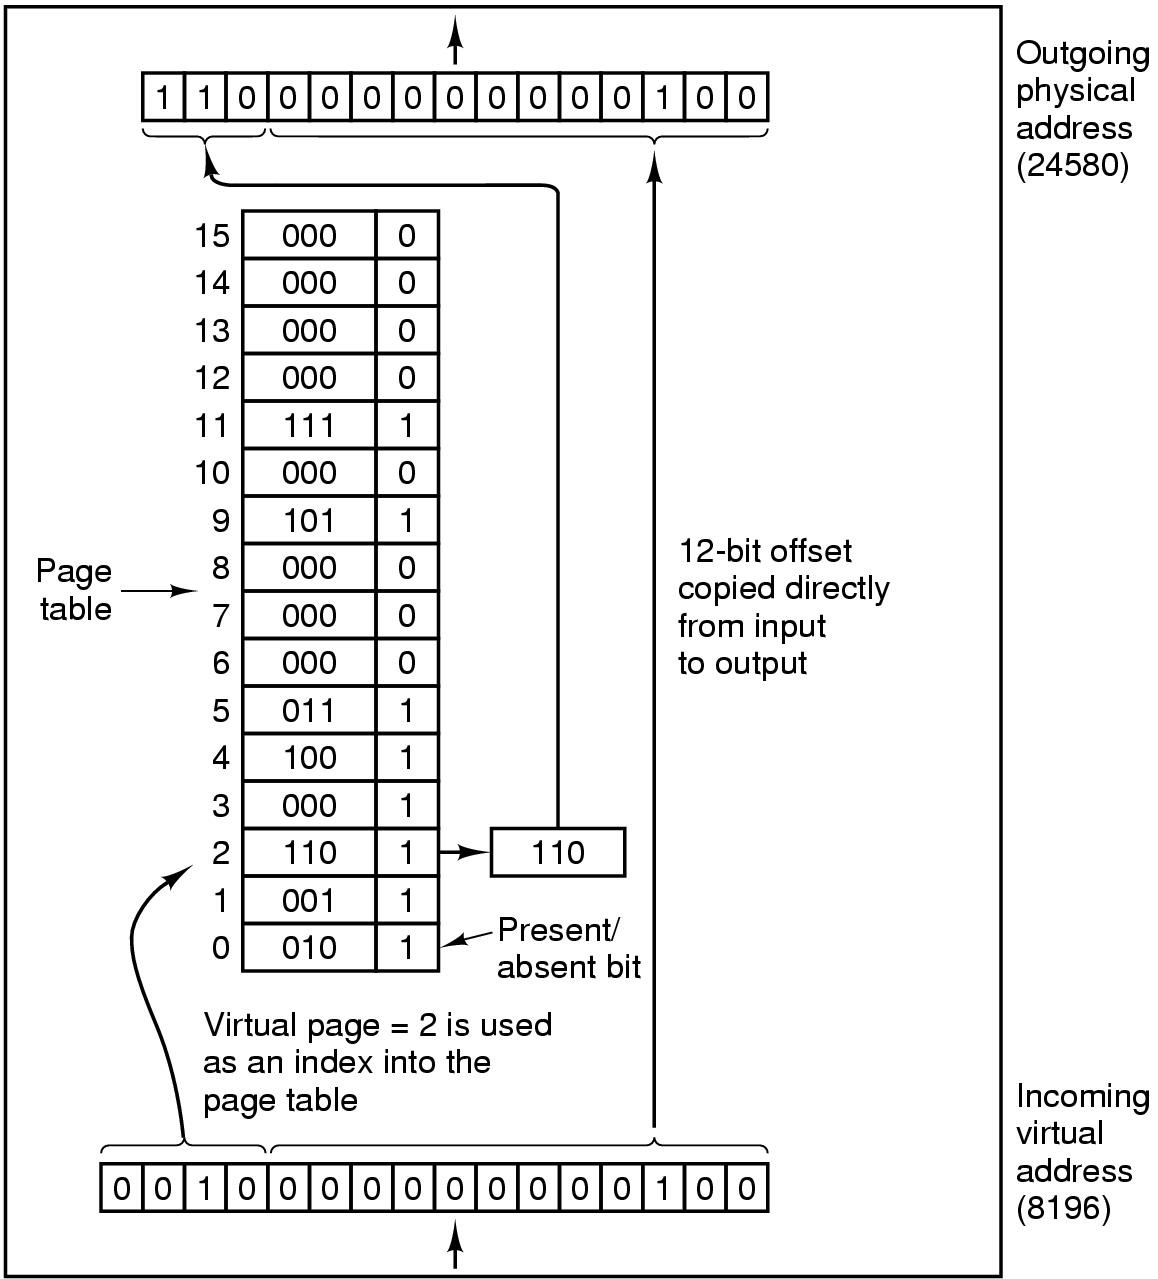 1 1 0 0 0 0 0 0 0 0 0 0 1 0 0
Outgoing
physical
address
(24580)
15 000 0
14 000 0
13 000 0
12 000 0
11 111 1
10 000 0
9 101 1
8 000 0
7 000 0
6 000 0
5 011 1
4 100 1
3 000 1
2 110 1 110
1 001 1
0 010 1
Page
table
12-bit offset
copied directly
from input
to output
Present/
absent bit
Virtual page = 2 is used
as an index into the
page table
0 0 1 0 0 0 0 0 0 0 0 0 0 1 0 0
Incoming
virtual
address
(8196)